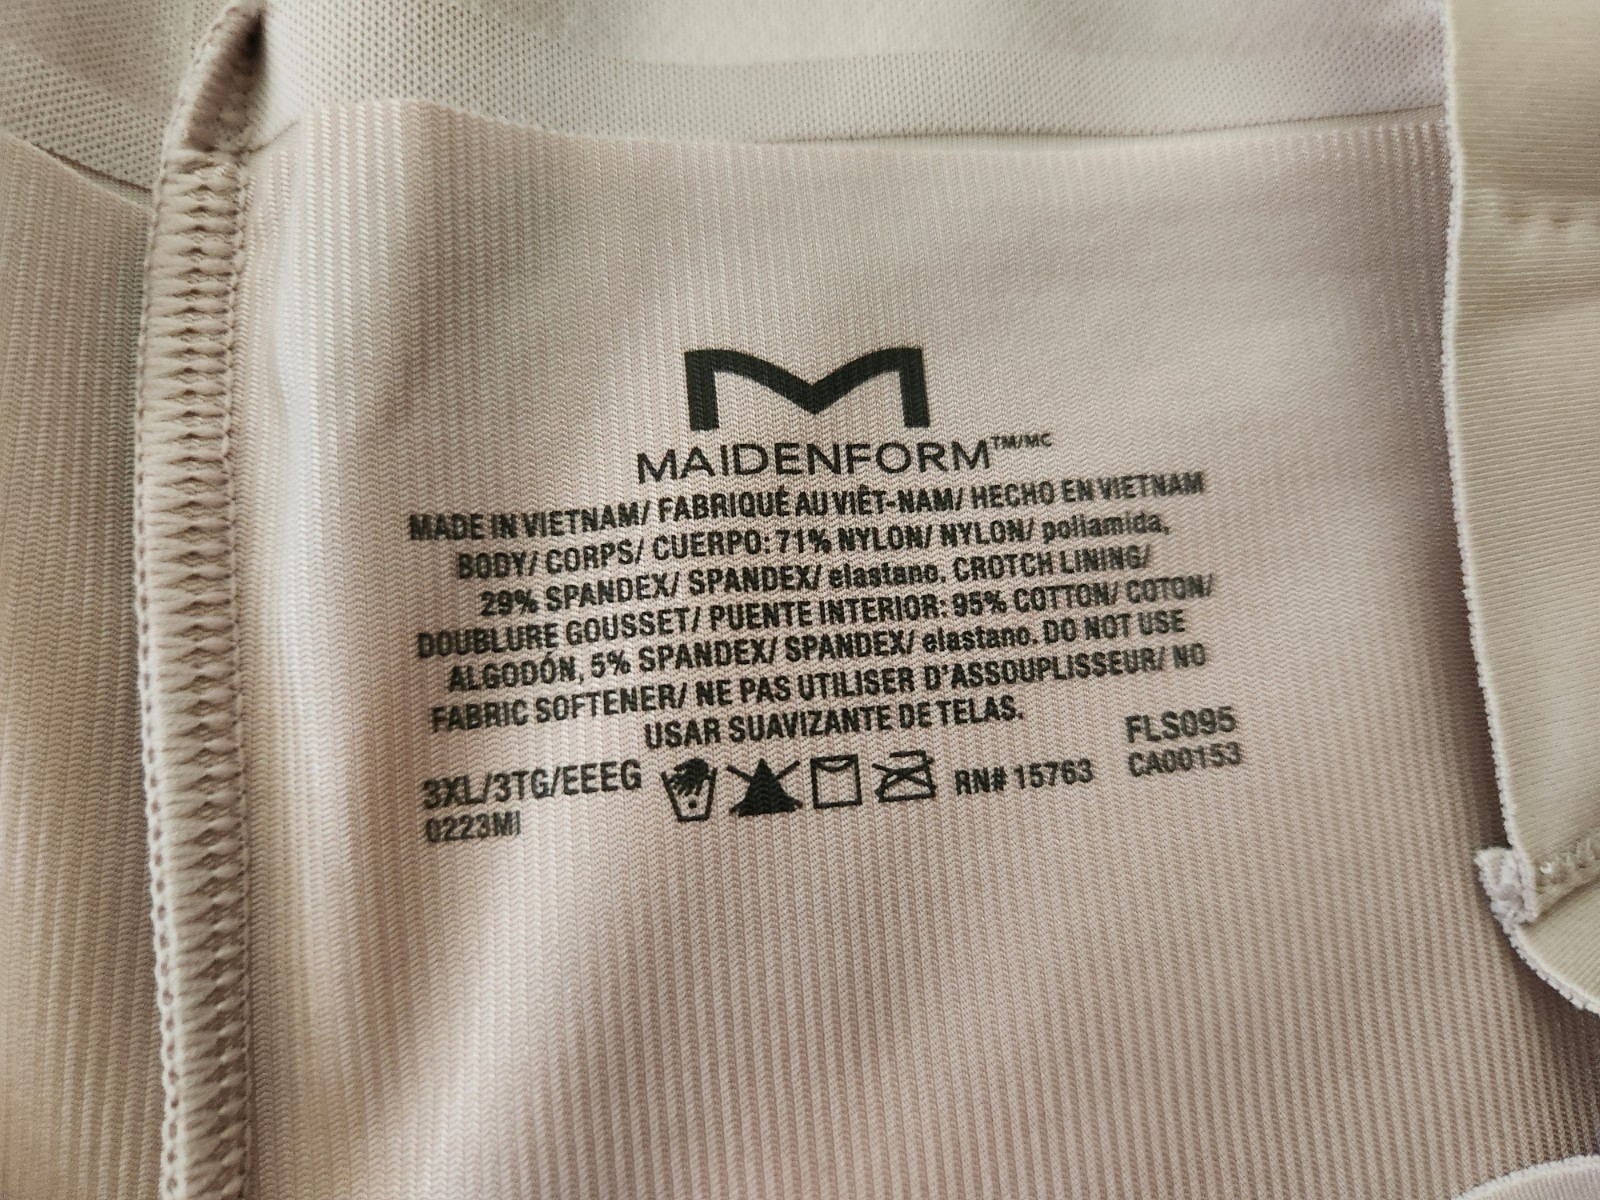 M
MAIDENFORM™/MC
MADE IN VIETNAM/ FABRIQUÉ AU VIÊT-NAM/ HECHO EN VIETNAM
BODY/ CORPS/ CUERPO: 71% NYLON/ NYLON/ poliamida,
29% SPANDEX/ SPANDEX/ elastano. CROTCH LINING/
DOUBLURE GOUSSET/ PUENTE INTERIOR: 95% COTTON/ COTON/
ALGODÓN, 5% SPANDEX/ SPANDEX/ elastano. DO NOT USE
FABRIC SOFTENER/ NE PAS UTILISER D'ASSOUPLISSEUR/ NO
USAR SUAVIZANTE DE TELAS.
FLS095
3XL/3TG/EEEG RN# 15763 CA00153
0223MI